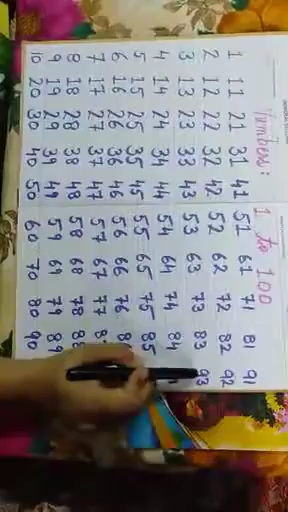 Numbers: 1 to 100
1 11 21 31 41 51 61 71 81 91
2 12 22 32 42 52 62 72 82 92
3 13 23 33 43 53 63 73 83 93
4 14 24 34 44 54 64 74 84
5 15 25 35 45 55 65 75 85
6 16 26 36 46 56 66 76
7 17 27 37 47 57 67 77
8 18 28 38 48 58 68 78
9 19 29 39 49 59 69 79 89
10 20 30 40 50 60 70 80 90